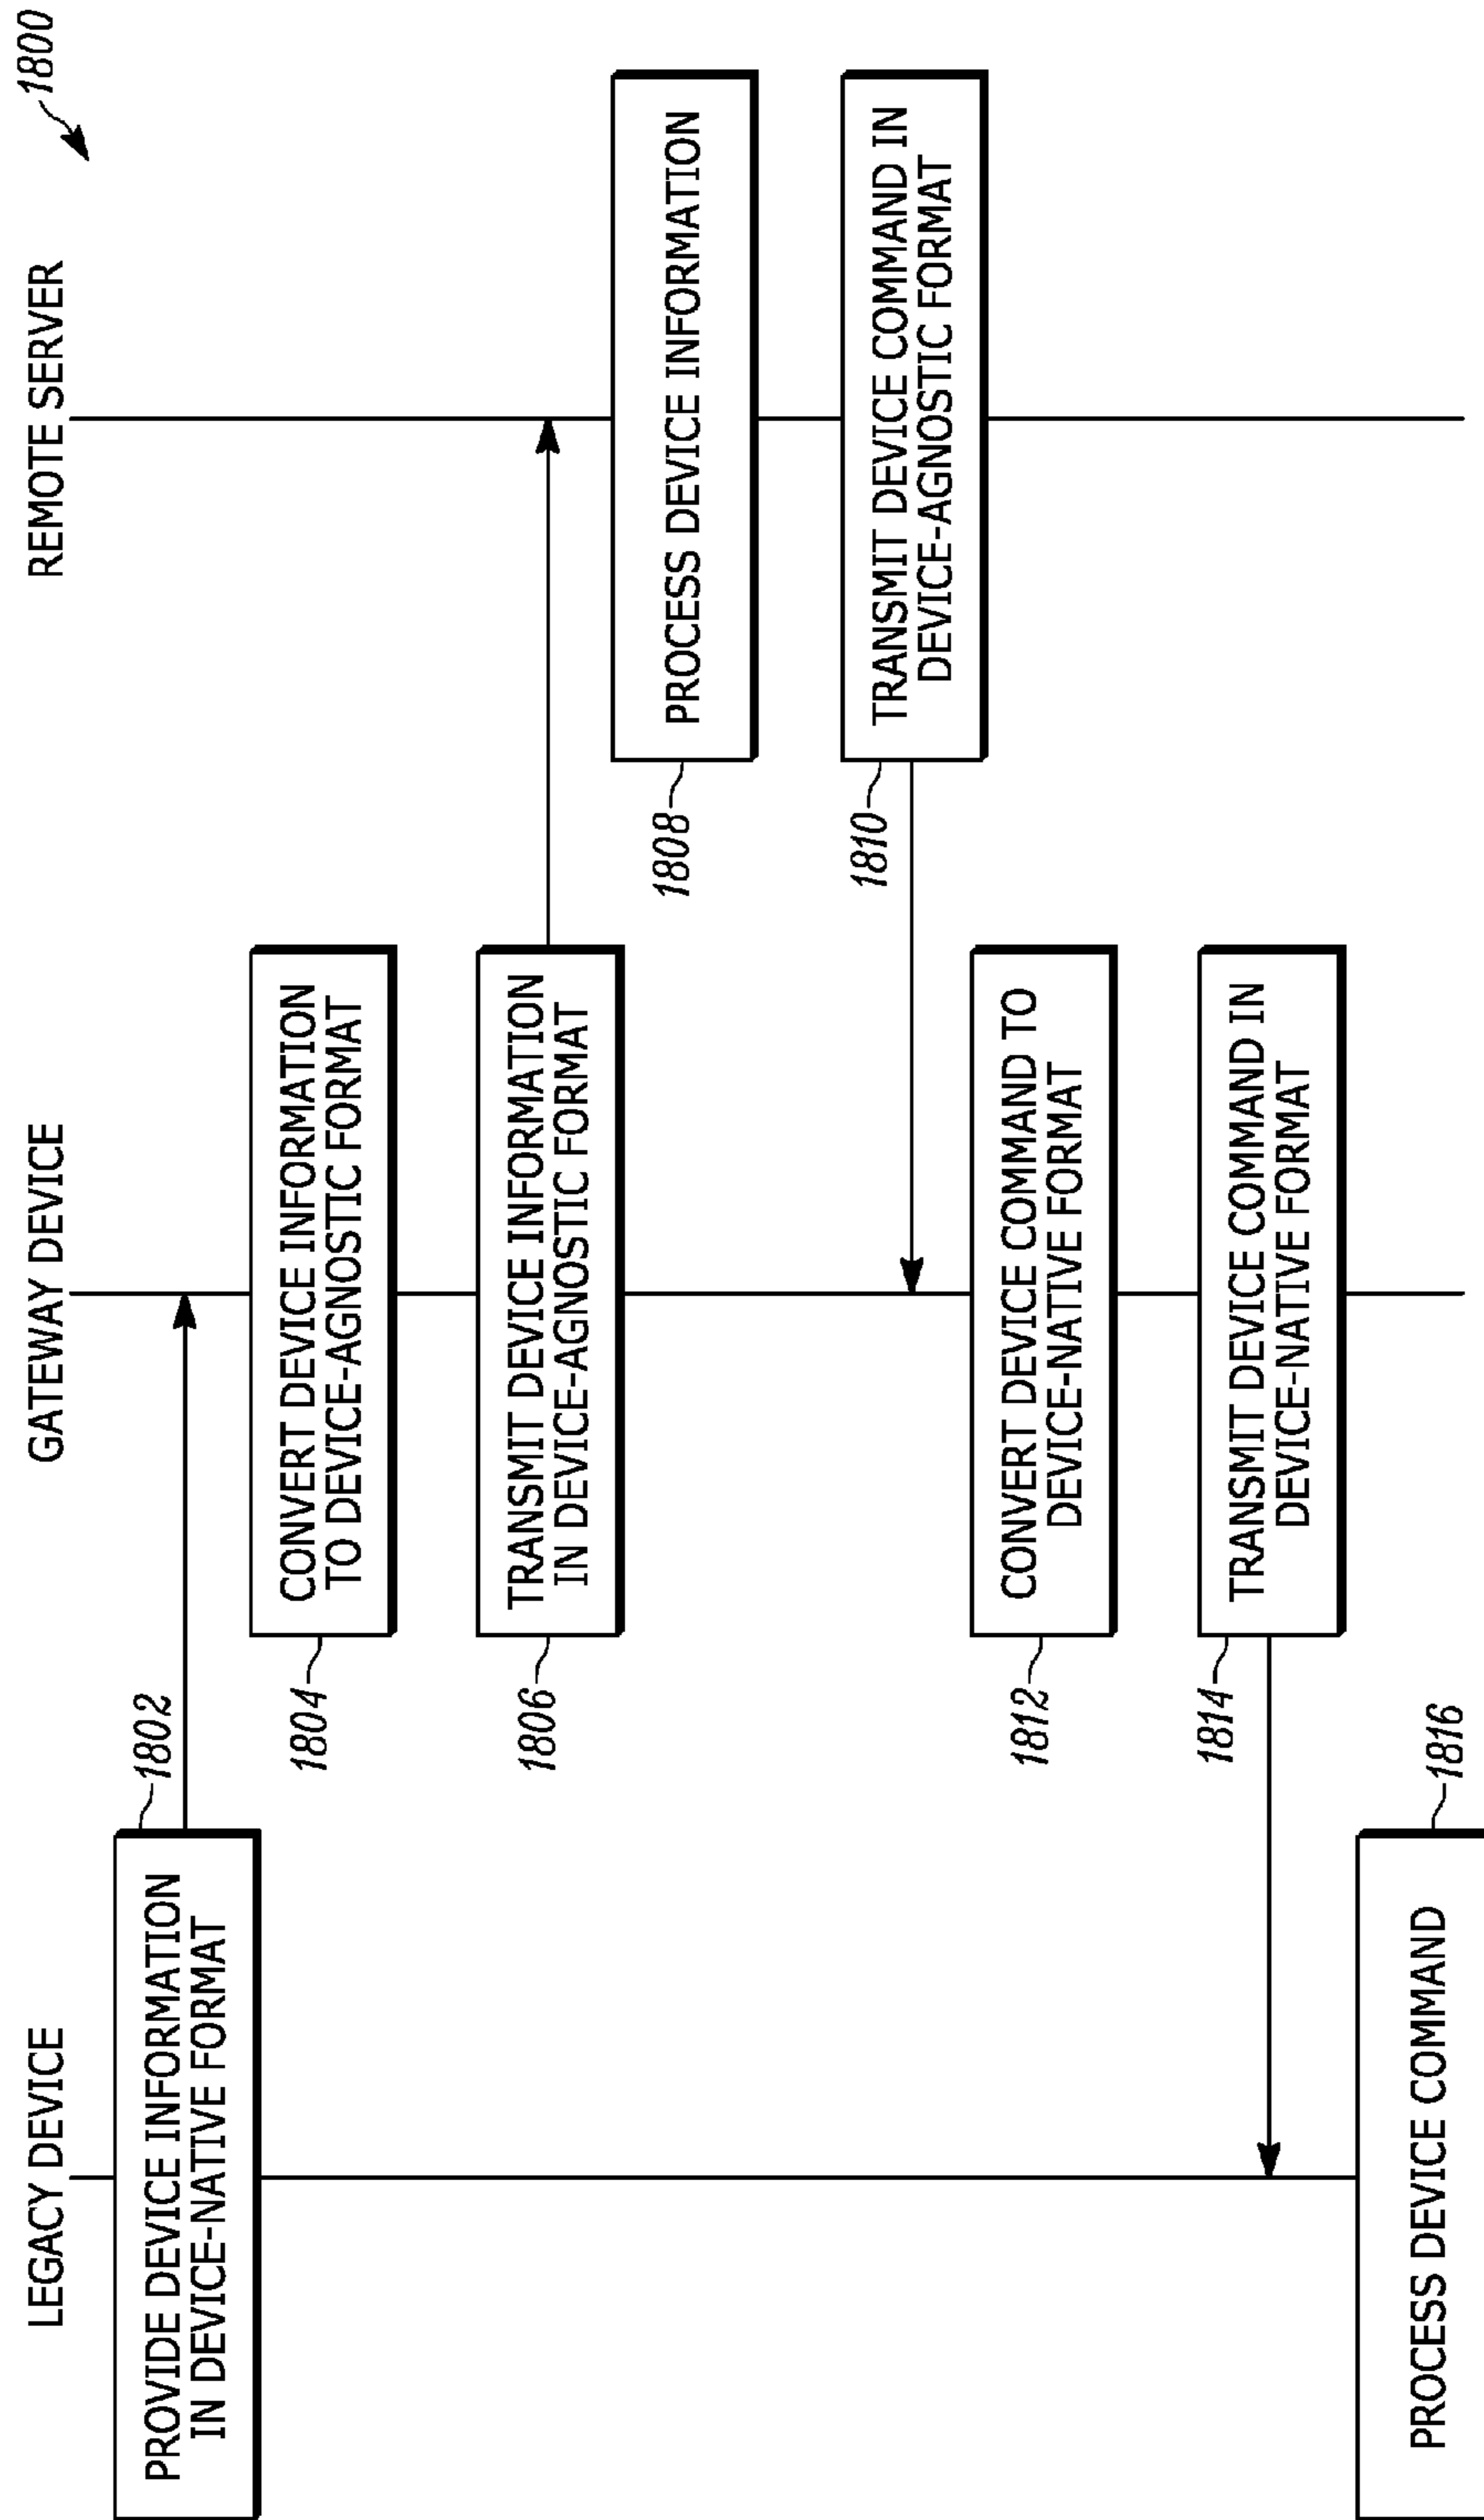 1800
LEGACY DEVICE
GATEWAY DEVICE
REMOTE SERVER
PROVIDE DEVICE INFORMATION
IN DEVICE-NATIVE FORMAT
1802
CONVERT DEVICE INFORMATION
TO DEVICE-AGNOSTIC FORMAT
1804
TRANSMIT DEVICE INFORMATION
IN DEVICE-AGNOSTIC FORMAT
1806
PROCESS DEVICE INFORMATION
1808
TRANSMIT DEVICE COMMAND IN
DEVICE-AGNOSTIC FORMAT
1810
CONVERT DEVICE COMMAND TO
DEVICE-NATIVE FORMAT
1812
TRANSMIT DEVICE COMMAND IN
DEVICE-NATIVE FORMAT
1814
PROCESS DEVICE COMMAND
1816